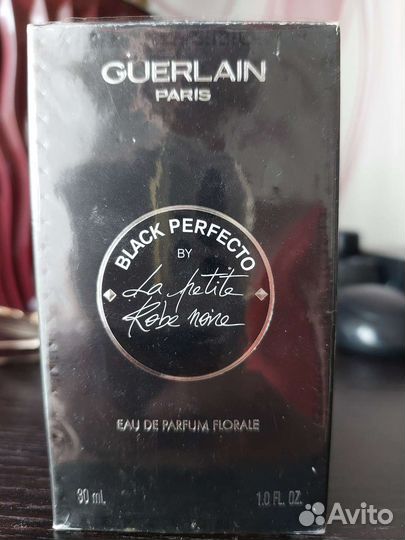 GUERLAIN
PARIS
BLACK PERFECTO
BY
La petite
Robe noire
EAU DE PARFUM FLORALE
30 ml. 1.0 FL. OZ.
Avito